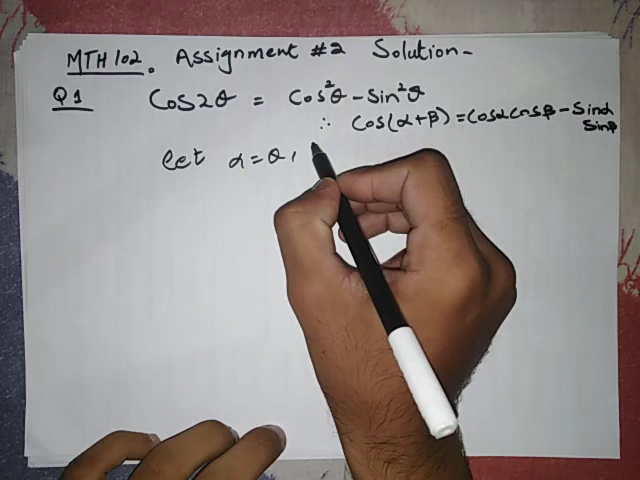 MTH 102. Assignment #2 Solution-
Q1 Cos2θ = Cos²θ - Sin²θ
∴ Cos(α+β) = Cosα Cosβ - Sinα
Sinβ
let α = θ,